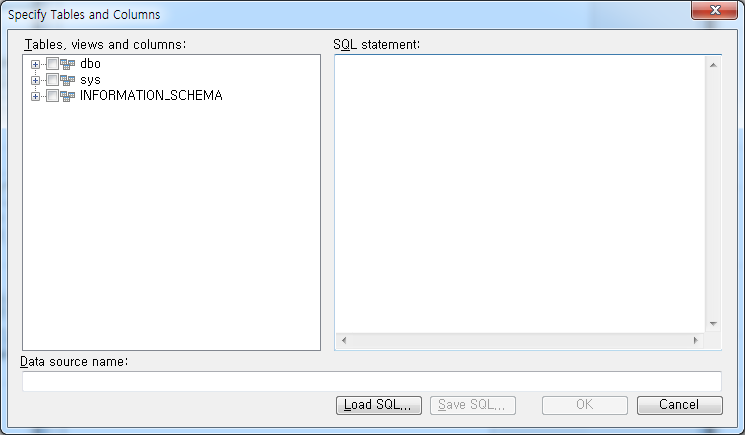 Specify Tables and Columns
Tables, views and columns:
SQL statement:
dbo
sys
INFORMATION_SCHEMA
Data source name:
Load SQL...
Save SQL...
OK
Cancel